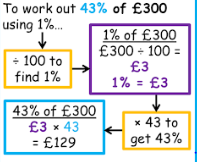 To work out 43% of £300
using 1%...
÷ 100 to
find 1%
1% of £300
£300 ÷ 100 =
£3
1% = £3
× 43 to
get 43%
43% of £300
£3 × 43
= £129